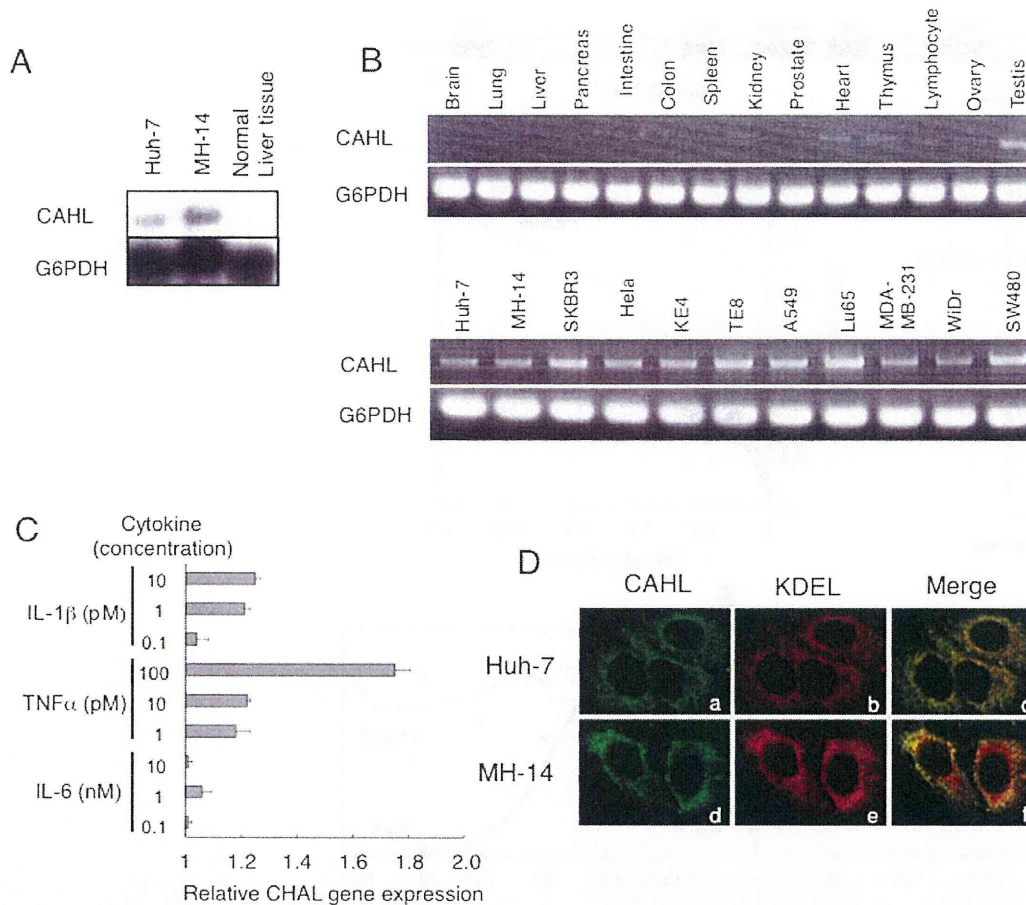 A
Huh-7
MH-14
Normal
Liver tissue
CAHL
G6PDH
B
Brain
Lung
Liver
Pancreas
Intestine
Colon
Spleen
Kidney
Prostate
Heart
Thymus
Lymphocyte
Ovary
Testis
CAHL
G6PDH
Huh-7
MH-14
SKBR3
Hela
KE4
TE8
A549
Lu65
MDA-
MB-231
WiDr
SW480
CAHL
G6PDH
C
Cytokine
(concentration)
IL-1β (pM)
10
1
0.1
TNFα (pM)
100
10
1
IL-6 (nM)
10
1
0.1
1 1.2 1.4 1.6 1.8 2.0
Relative CHAL gene expression
D
CAHL KDEL Merge
Huh-7
a b c
MH-14
d e f